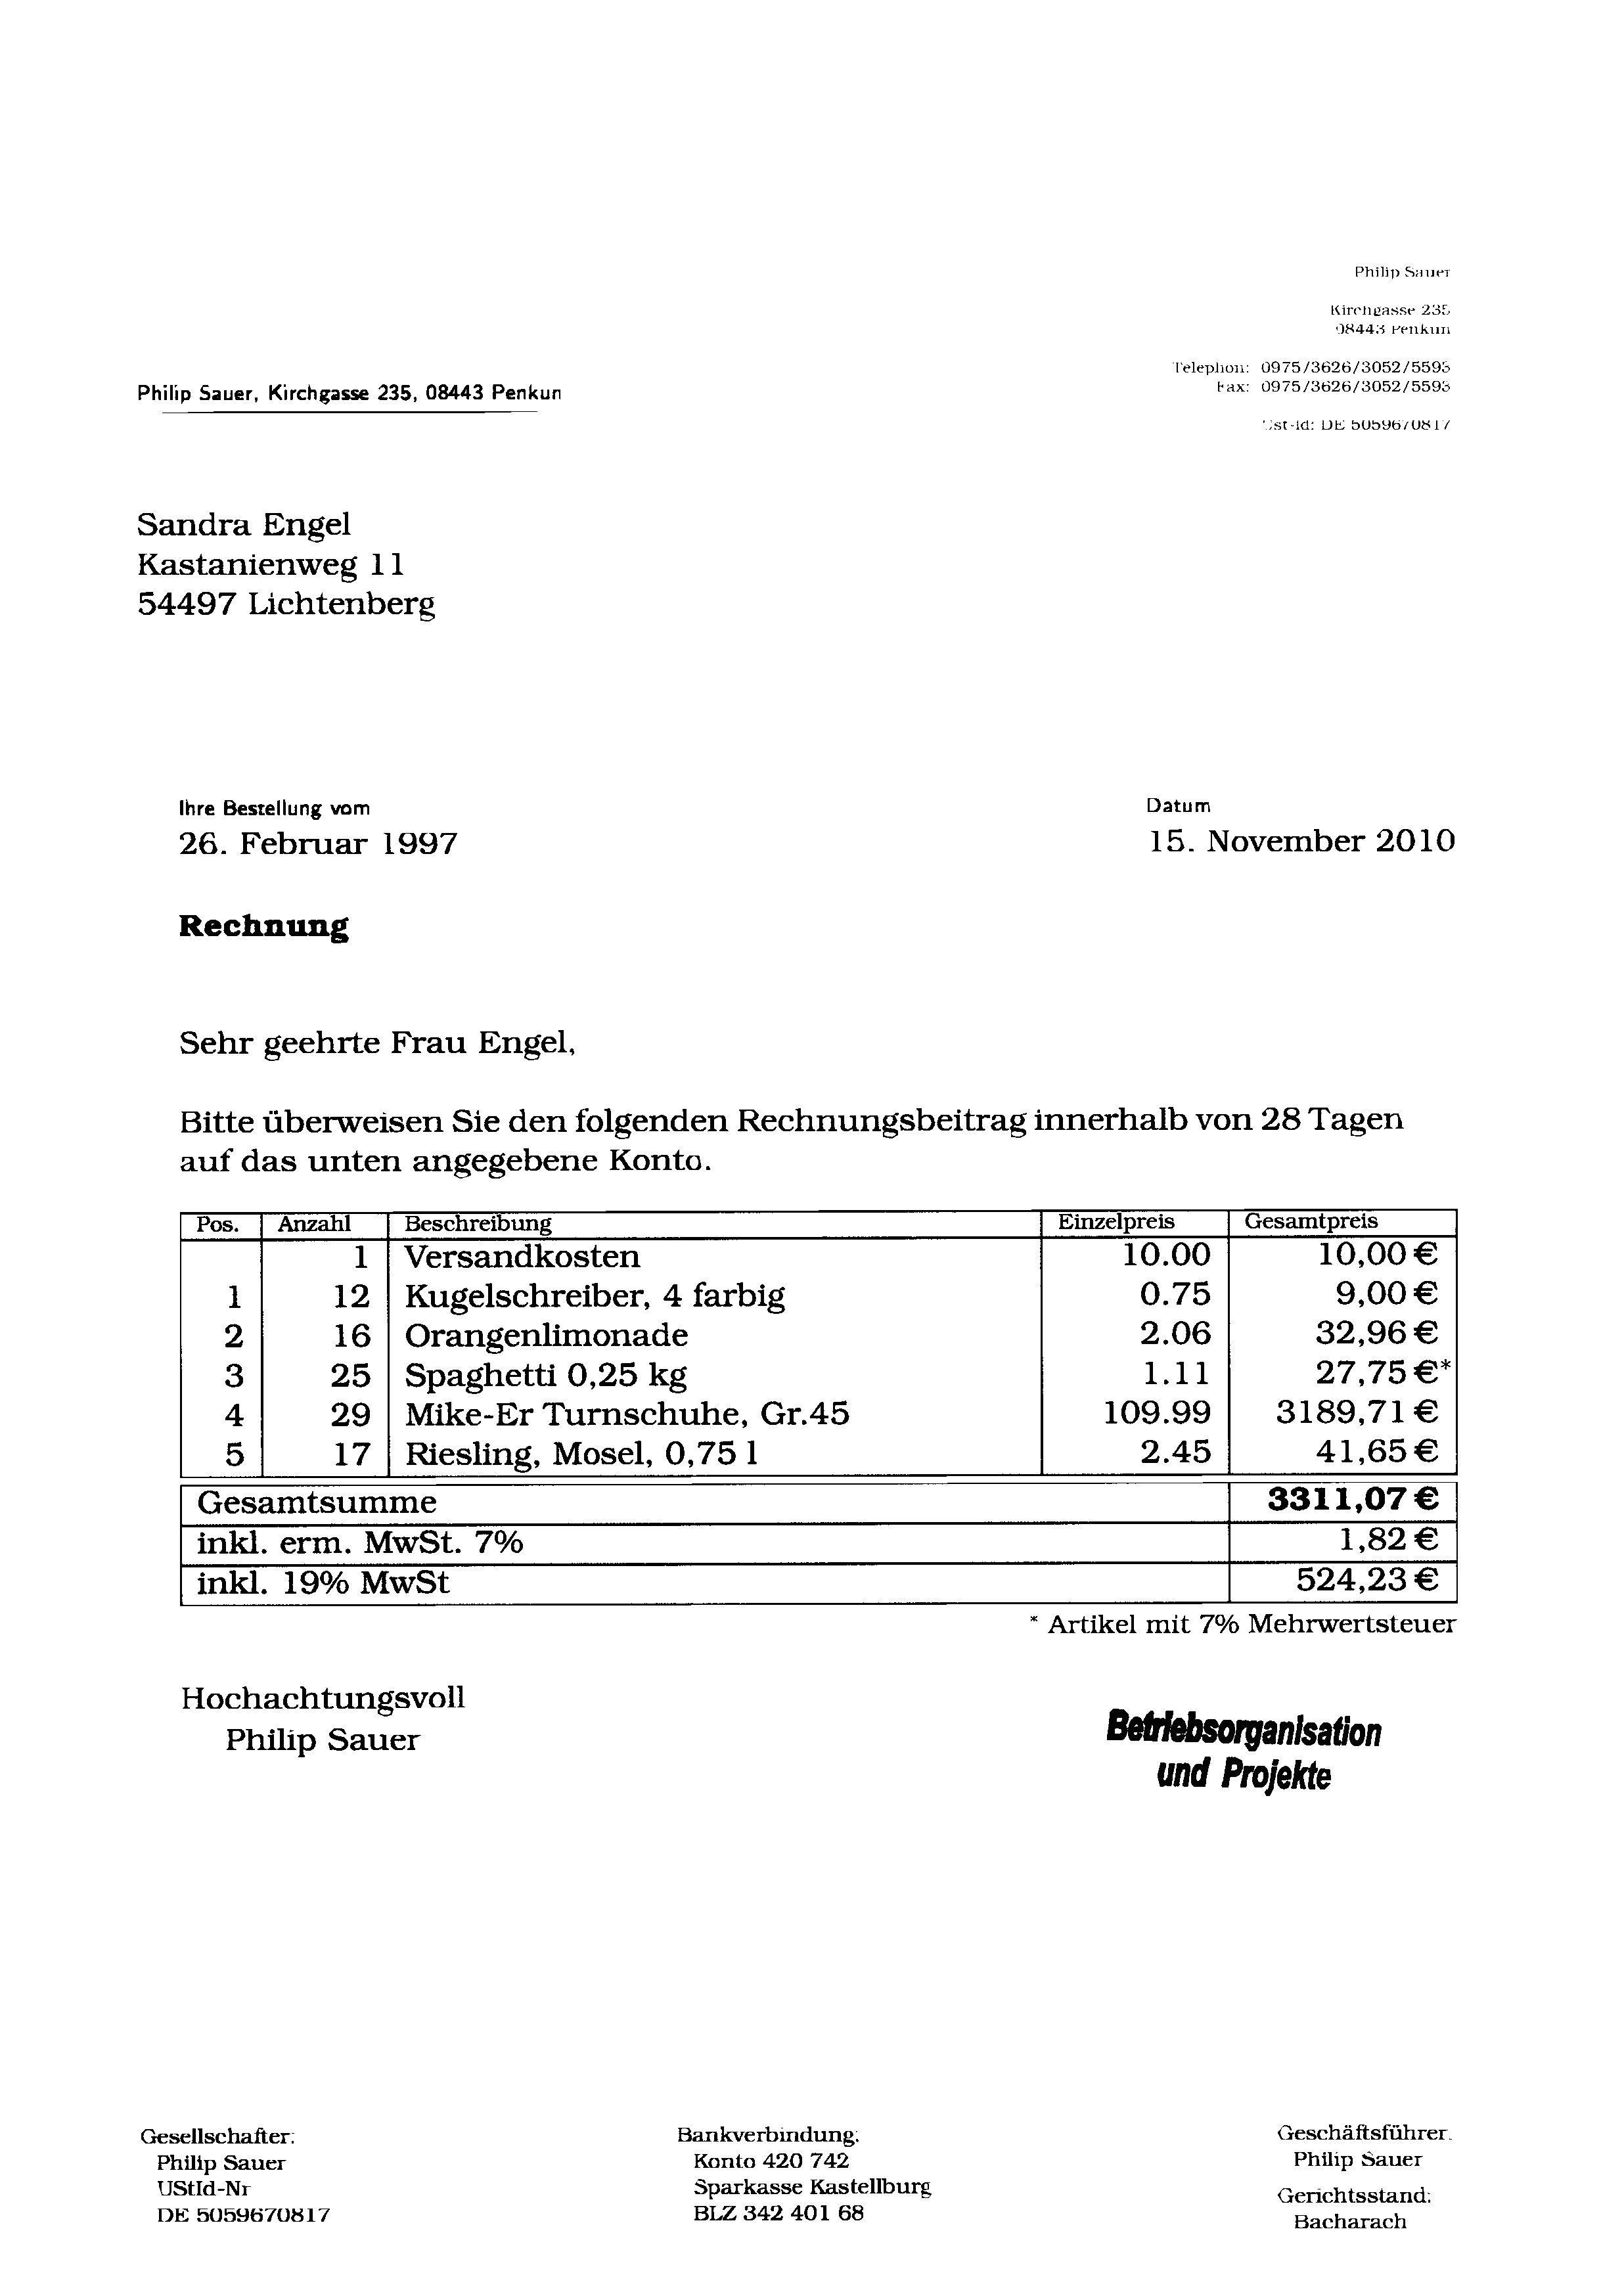 Philip Sauer
Kirchgasse 235
08443 Penkun
Telephon: 0975/3626/3052/5593
Fax: 0975/3626/3052/5593
Ust-Id: DE 5059670817
Philip Sauer, Kirchgasse 235, 08443 Penkun
Sandra Engel
Kastanienweg 11
54497 Lichtenberg
Ihre Bestellung vom
26. Februar 1997
Datum
15. November 2010
Rechnung
Sehr geehrte Frau Engel,
Bitte überweisen Sie den folgenden Rechnungsbeitrag innerhalb von 28 Tagen
auf das unten angegebene Konto.
Pos. Anzahl Beschreibung Einzelpreis Gesamtpreis
1 Versandkosten 10.00 10,00 €
1 12 Kugelschreiber, 4 farbig 0.75 9,00 €
2 16 Orangenlimonade 2.06 32,96 €
3 25 Spaghetti 0,25 kg 1.11 27,75 €*
4 29 Mike-Er Turnschuhe, Gr.45 109.99 3189,71 €
5 17 Riesling, Mosel, 0,75 l 2.45 41,65 €
Gesamtsumme 3311,07 €
inkl. erm. MwSt. 7% 1,82 €
inkl. 19% MwSt 524,23 €
* Artikel mit 7% Mehrwertsteuer
Hochachtungsvoll
Philip Sauer
Betriebsorganisation
und Projekte
Gesellschafter:
Philip Sauer
UStId-Nr
DE 5059670817
Bankverbindung:
Konto 420 742
Sparkasse Kastellburg
BLZ 342 401 68
Geschäftsführer:
Philip Sauer
Gerichtsstand:
Bacharach